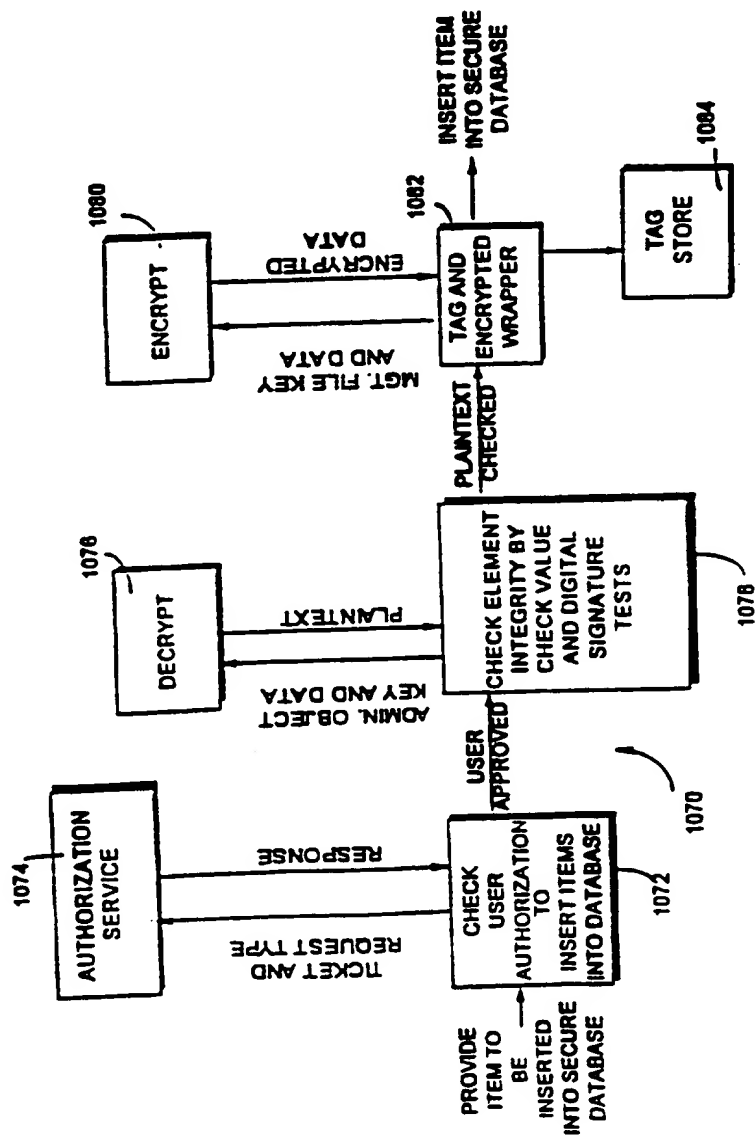 1074
AUTHORIZATION
SERVICE
TICKET AND
REQUEST TYPE
RESPONSE
PROVIDE
ITEM TO
BE
INSERTED
INTO SECURE
DATABASE
CHECK
USER
AUTHORIZATION
TO
INSERT ITEMS
INTO DATABASE
1072
1070
USER
APPROVED
1076
DECRYPT
ADMIN. OBJECT
KEY AND DATA
PLAINTEXT
CHECK ELEMENT
INTEGRITY BY
CHECK VALUE
AND DIGITAL
SIGNATURE
TESTS
1078
PLAINTEXT
CHECKED
1080
ENCRYPT
MGT. FILE KEY
AND DATA
ENCRYPTED
DATA
1082
TAG AND
ENCRYPTED
WRAPPER
INSERT ITEM
INTO SECURE
DATABASE
TAG
STORE
1084